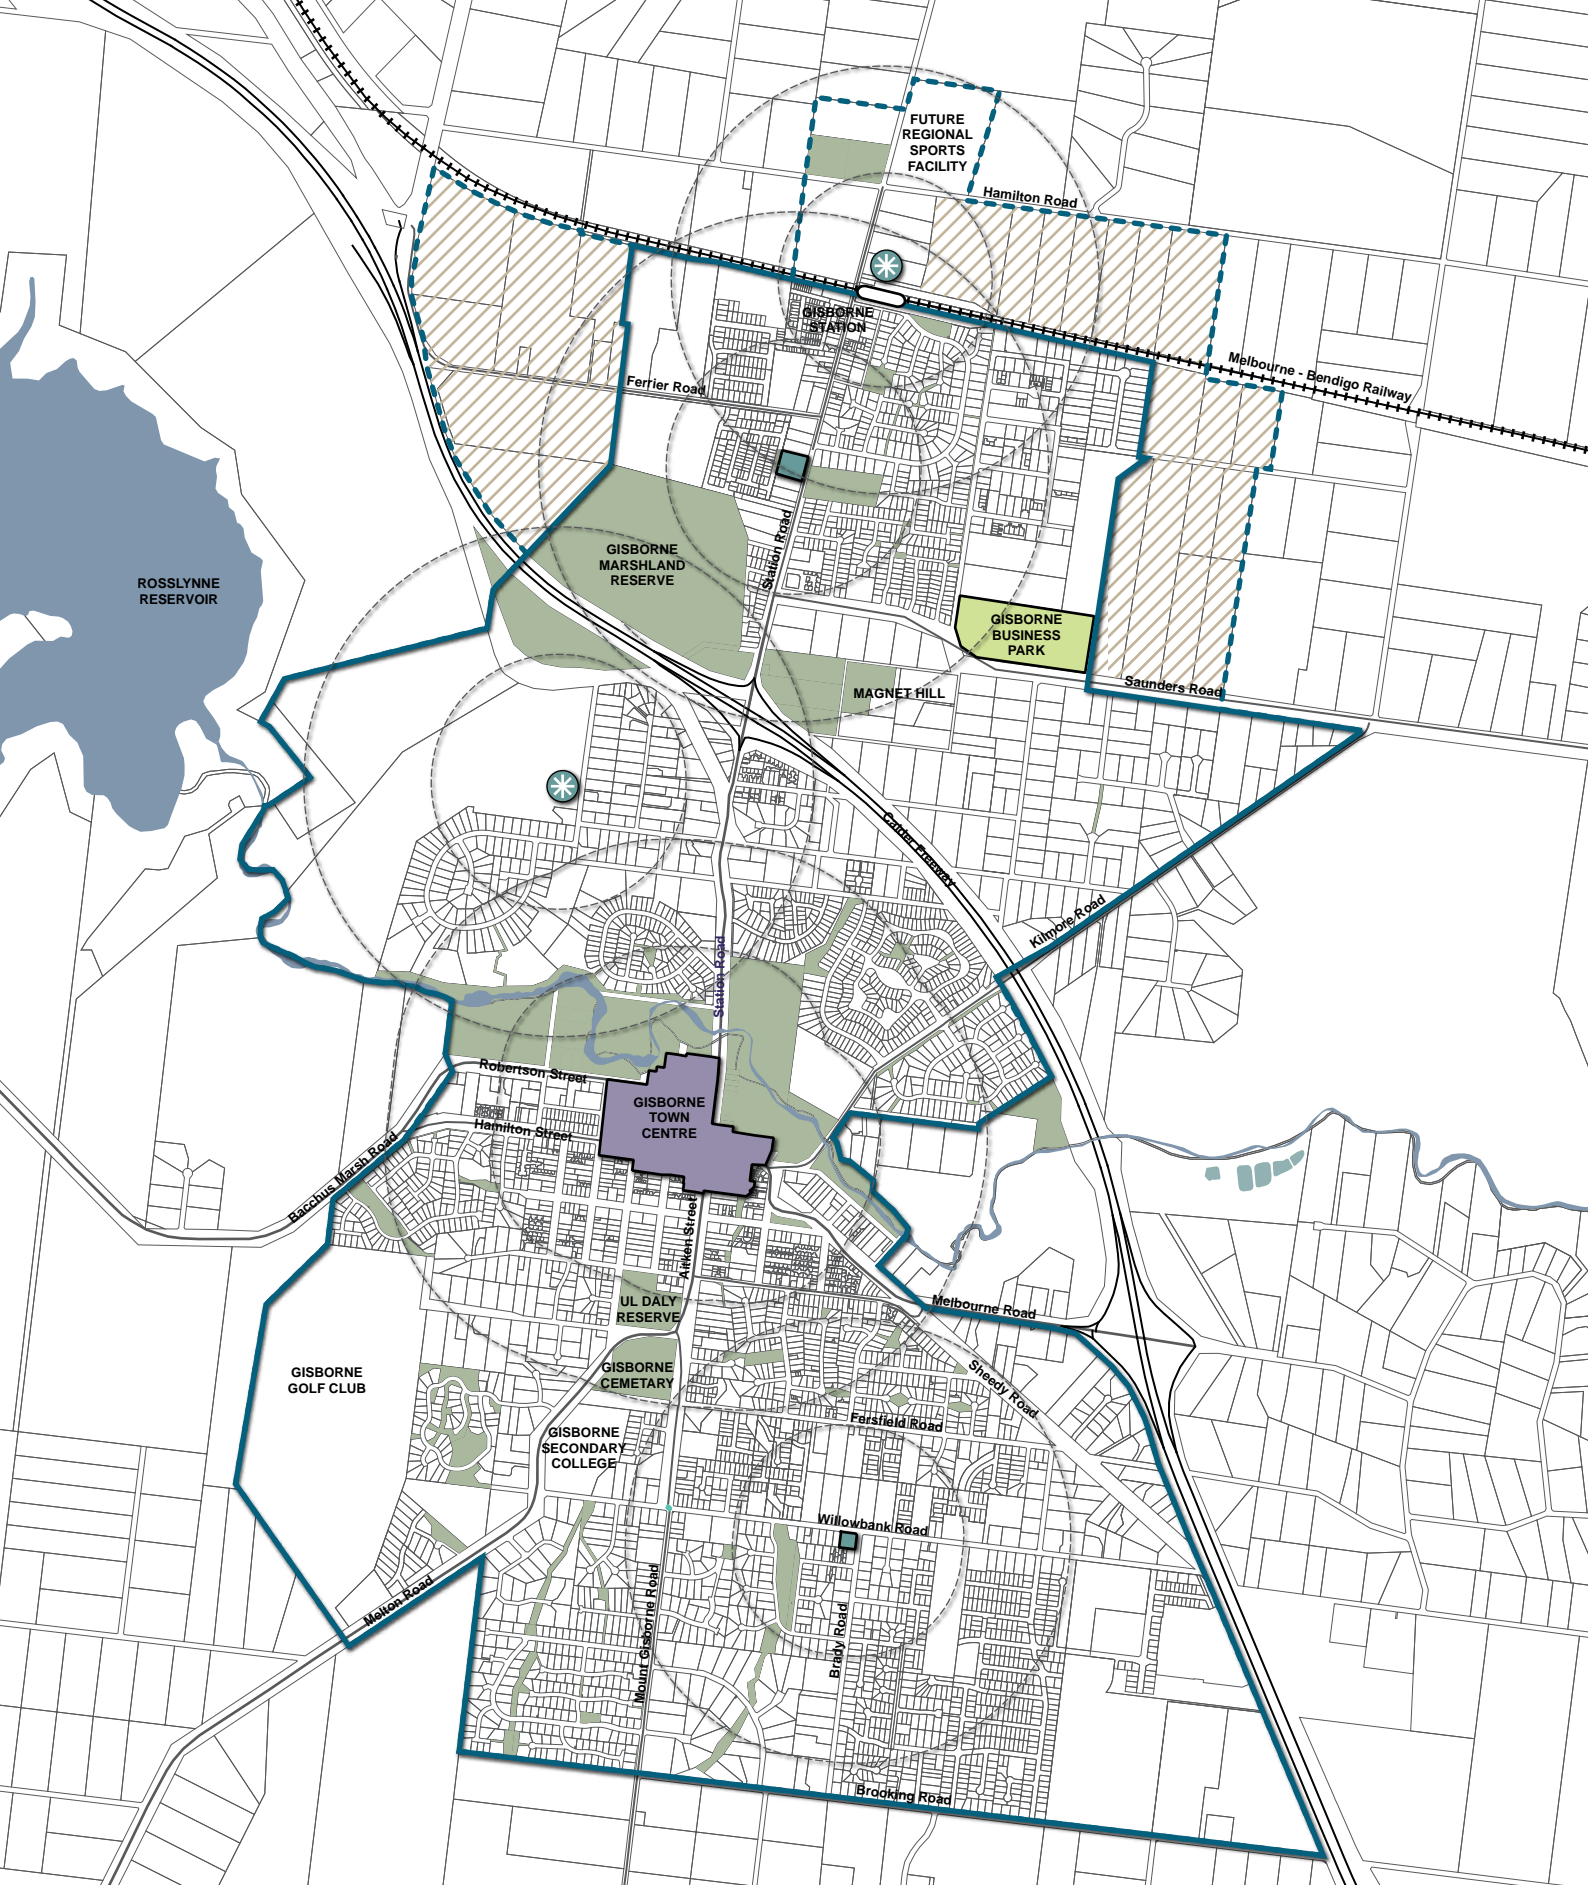 FUTURE
REGIONAL
SPORTS
FACILITY
Hamilton Road
GISBORNE
STATION
Melbourne - Bendigo Railway
Ferrier Road
Station Road
GISBORNE
MARSHLAND
RESERVE
ROSSLYNNE
RESERVOIR
GISBORNE
BUSINESS
PARK
MAGNET HILL
Saunders Road
Calder Freeway
Kilmore Road
Station Road
Robertson Street
GISBORNE
TOWN
CENTRE
Hamilton Street
Bacchus Marsh Road
Aitken Street
UL DALY
RESERVE
Melbourne Road
GISBORNE
GOLF CLUB
GISBORNE
CEMETARY
Sheedy Road
Fersfield Road
GISBORNE
SECONDARY
COLLEGE
Willowbank Road
Melton Road
Mount Gisborne Road
Brady Road
Brooking Road